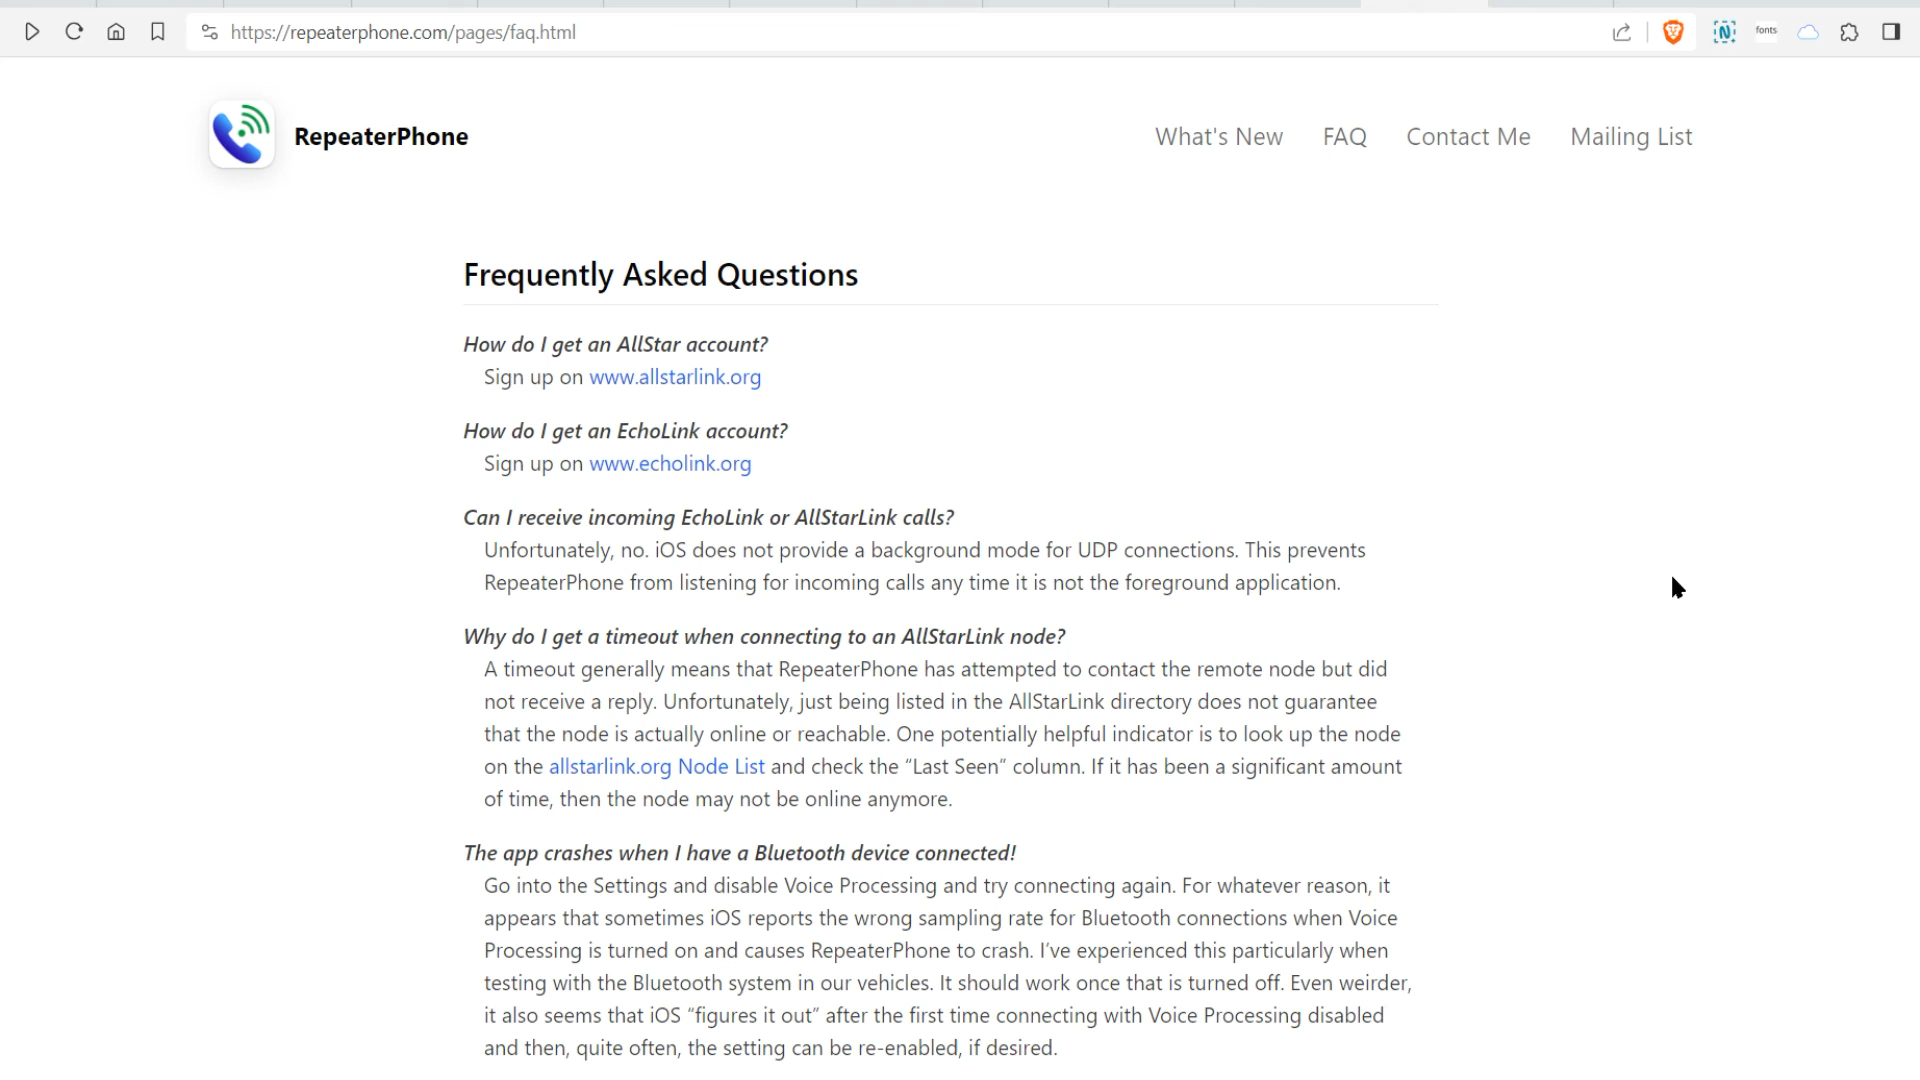 https://repeaterphone.com/pages/faq.html
fonts
RepeaterPhone
What's New FAQ Contact Me Mailing List
Frequently Asked Questions
How do I get an AllStar account?
Sign up on www.allstarlink.org
How do I get an EchoLink account?
Sign up on www.echolink.org
Can I receive incoming EchoLink or AllStarLink calls?
Unfortunately, no. iOS does not provide a background mode for UDP connections. This prevents
RepeaterPhone from listening for incoming calls any time it is not the foreground application.
Why do I get a timeout when connecting to an AllStarLink node?
A timeout generally means that RepeaterPhone has attempted to contact the remote node but did
not receive a reply. Unfortunately, just being listed in the AllStarLink directory does not guarantee
that the node is actually online or reachable. One potentially helpful indicator is to look up the node
on the allstarlink.org Node List and check the “Last Seen” column. If it has been a significant amount
of time, then the node may not be online anymore.
The app crashes when I have a Bluetooth device connected!
Go into the Settings and disable Voice Processing and try connecting again. For whatever reason, it
appears that sometimes iOS reports the wrong sampling rate for Bluetooth connections when Voice
Processing is turned on and causes RepeaterPhone to crash. I’ve experienced this particularly when
testing with the Bluetooth system in our vehicles. It should work once that is turned off. Even weirder,
it also seems that iOS “figures it out” after the first time connecting with Voice Processing disabled
and then, quite often, the setting can be re-enabled, if desired.